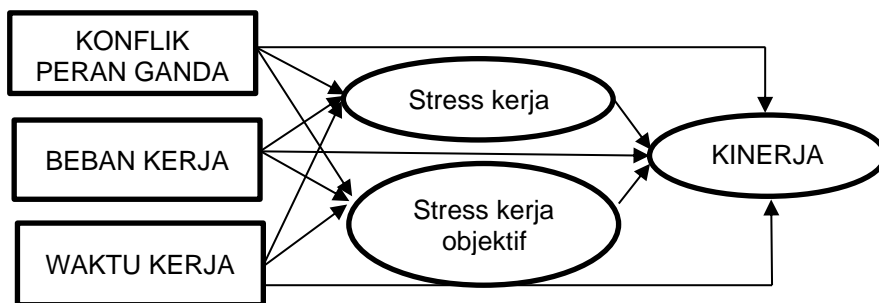 KONFLIK
PERAN GANDA
Stress kerja
BEBAN KERJA
KINERJA
Stress kerja
objektif
WAKTU KERJA